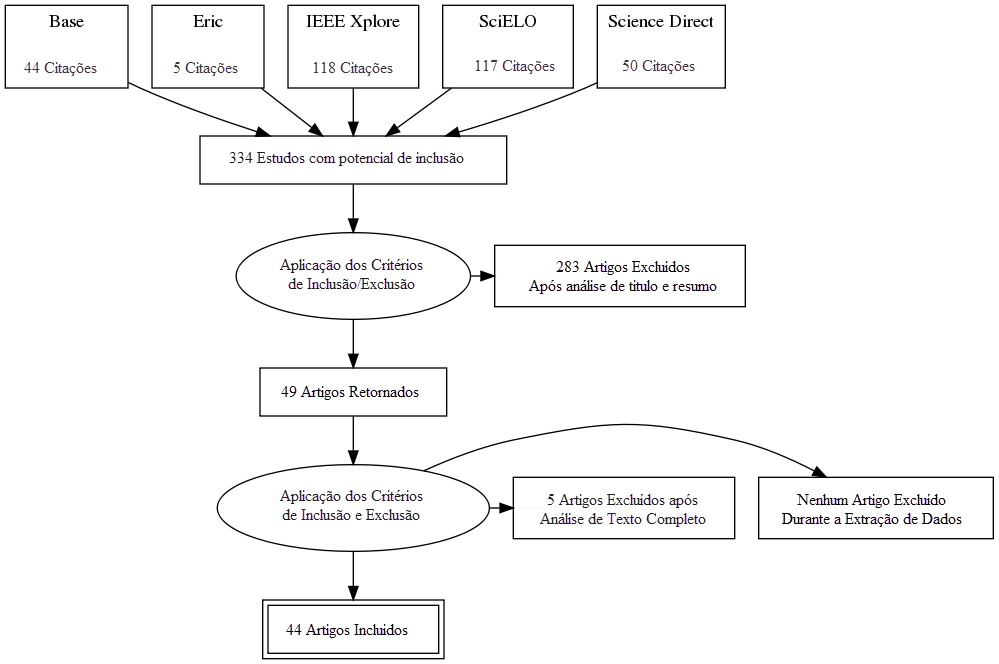 Base
44 Citações
Eric
5 Citações
IEEE Xplore
118 Citações
SciELO
117 Citações
Science Direct
50 Citações
334 Estudos com potencial de inclusão
Aplicação dos Critérios
de Inclusão/Exclusão
283 Artigos Excluidos
Após análise de titulo e resumo
49 Artigos Retornados
Aplicação dos Critérios
de Inclusão e Exclusão
5 Artigos Excluidos após
Análise de Texto Completo
Nenhum Artigo Excluido
Durante a Extração de Dados
44 Artigos Incluidos